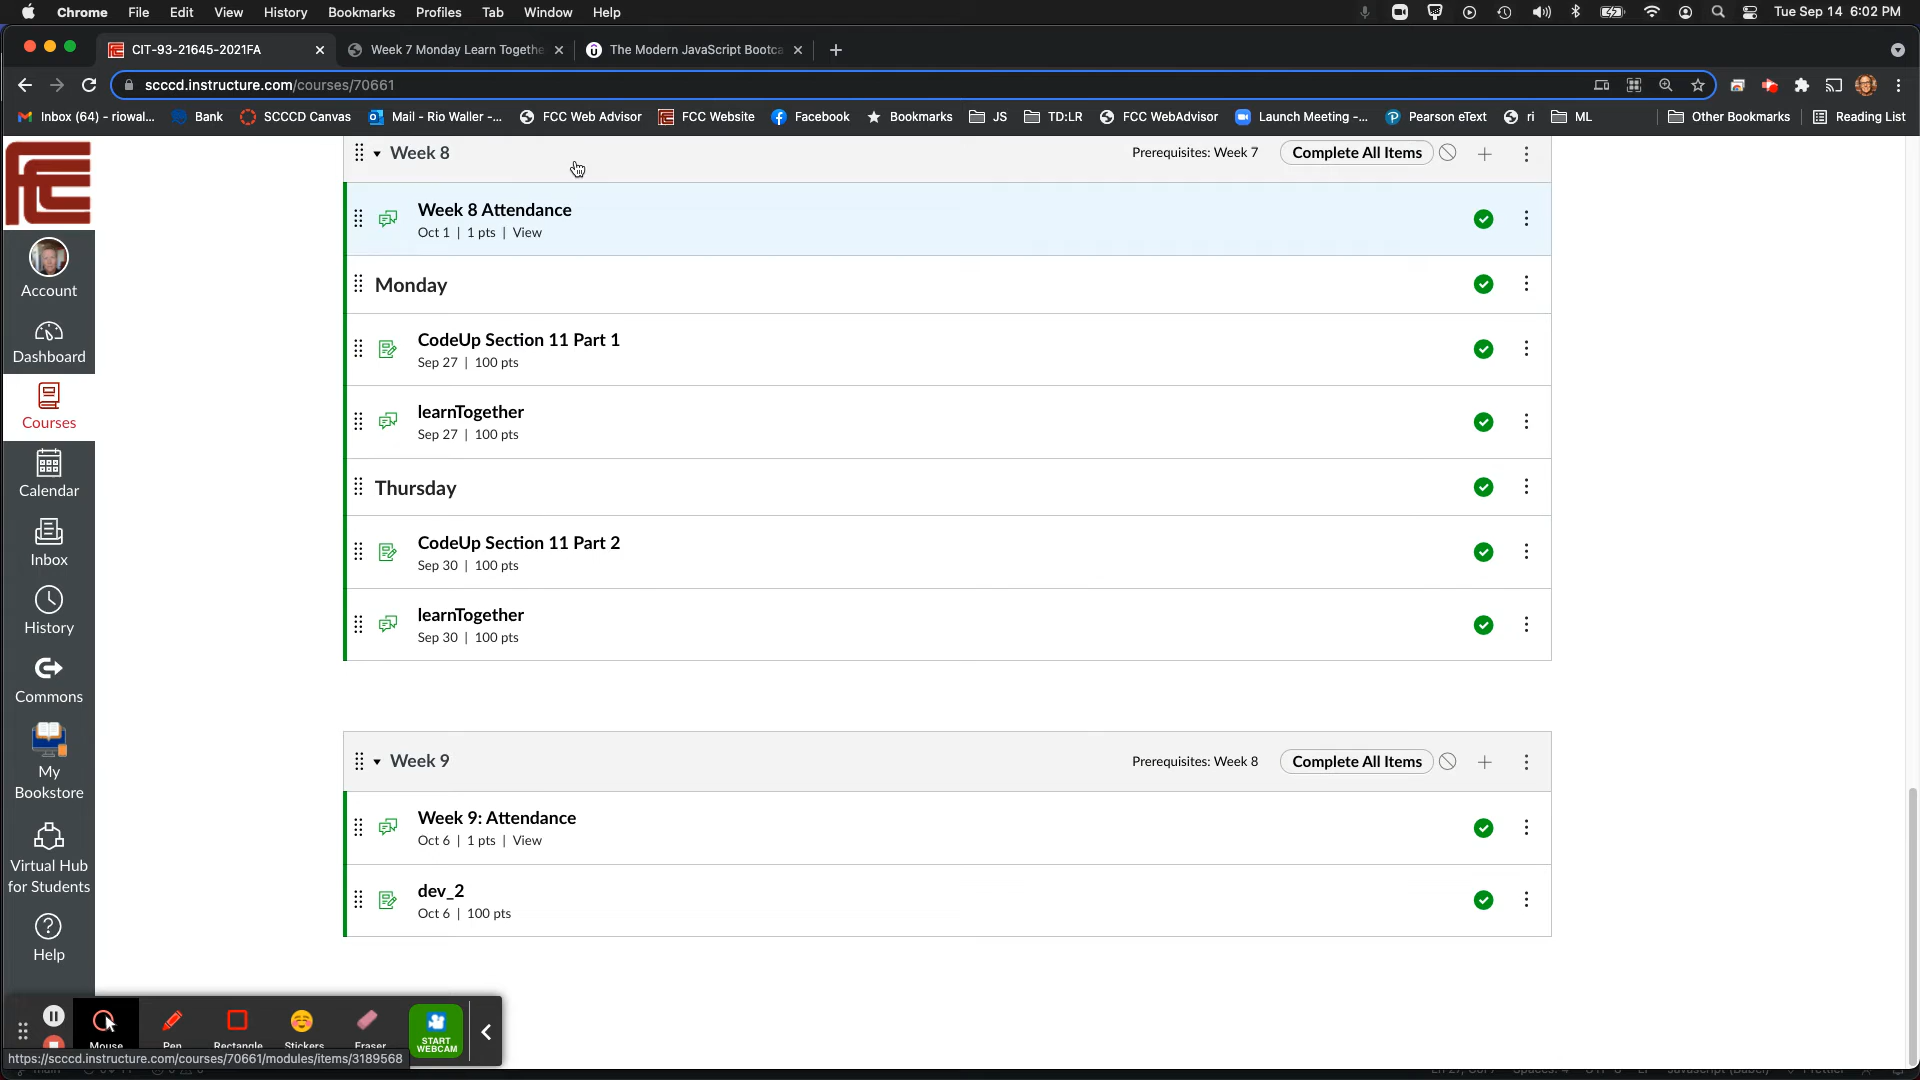 Chrome File Edit View History Bookmarks Profiles Tab Window Help
Tue Sep 14 6:02 PM
CIT-93-21645-2021FA
Week 7 Monday Learn Togethe
The Modern JavaScript Bootca
scccd.instructure.com/courses/70661
Inbox (64) - riowal... Bank SCCCD Canvas Mail - Rio Waller -... FCC Web Advisor FCC Website Facebook Bookmarks JS TD:LR FCC WebAdvisor Launch Meeting -... Pearson eText ri ML Other Bookmarks Reading List
Account
Dashboard
Courses
Calendar
Inbox
History
Commons
My
Bookstore
Virtual Hub
for Students
Help
Week 8 Prerequisites: Week 7 Complete All Items
Week 8 Attendance
Oct 1 | 1 pts | View
Monday
CodeUp Section 11 Part 1
Sep 27 | 100 pts
learnTogether
Sep 27 | 100 pts
Thursday
CodeUp Section 11 Part 2
Sep 30 | 100 pts
learnTogether
Sep 30 | 100 pts
Week 9 Prerequisites: Week 8 Complete All Items
Week 9: Attendance
Oct 6 | 1 pts | View
dev_2
Oct 6 | 100 pts
Mouse Pen Rectangle Stickers Eraser
START
WEBCAM
https://scccd.instructure.com/courses/70661/modules/items/3189568